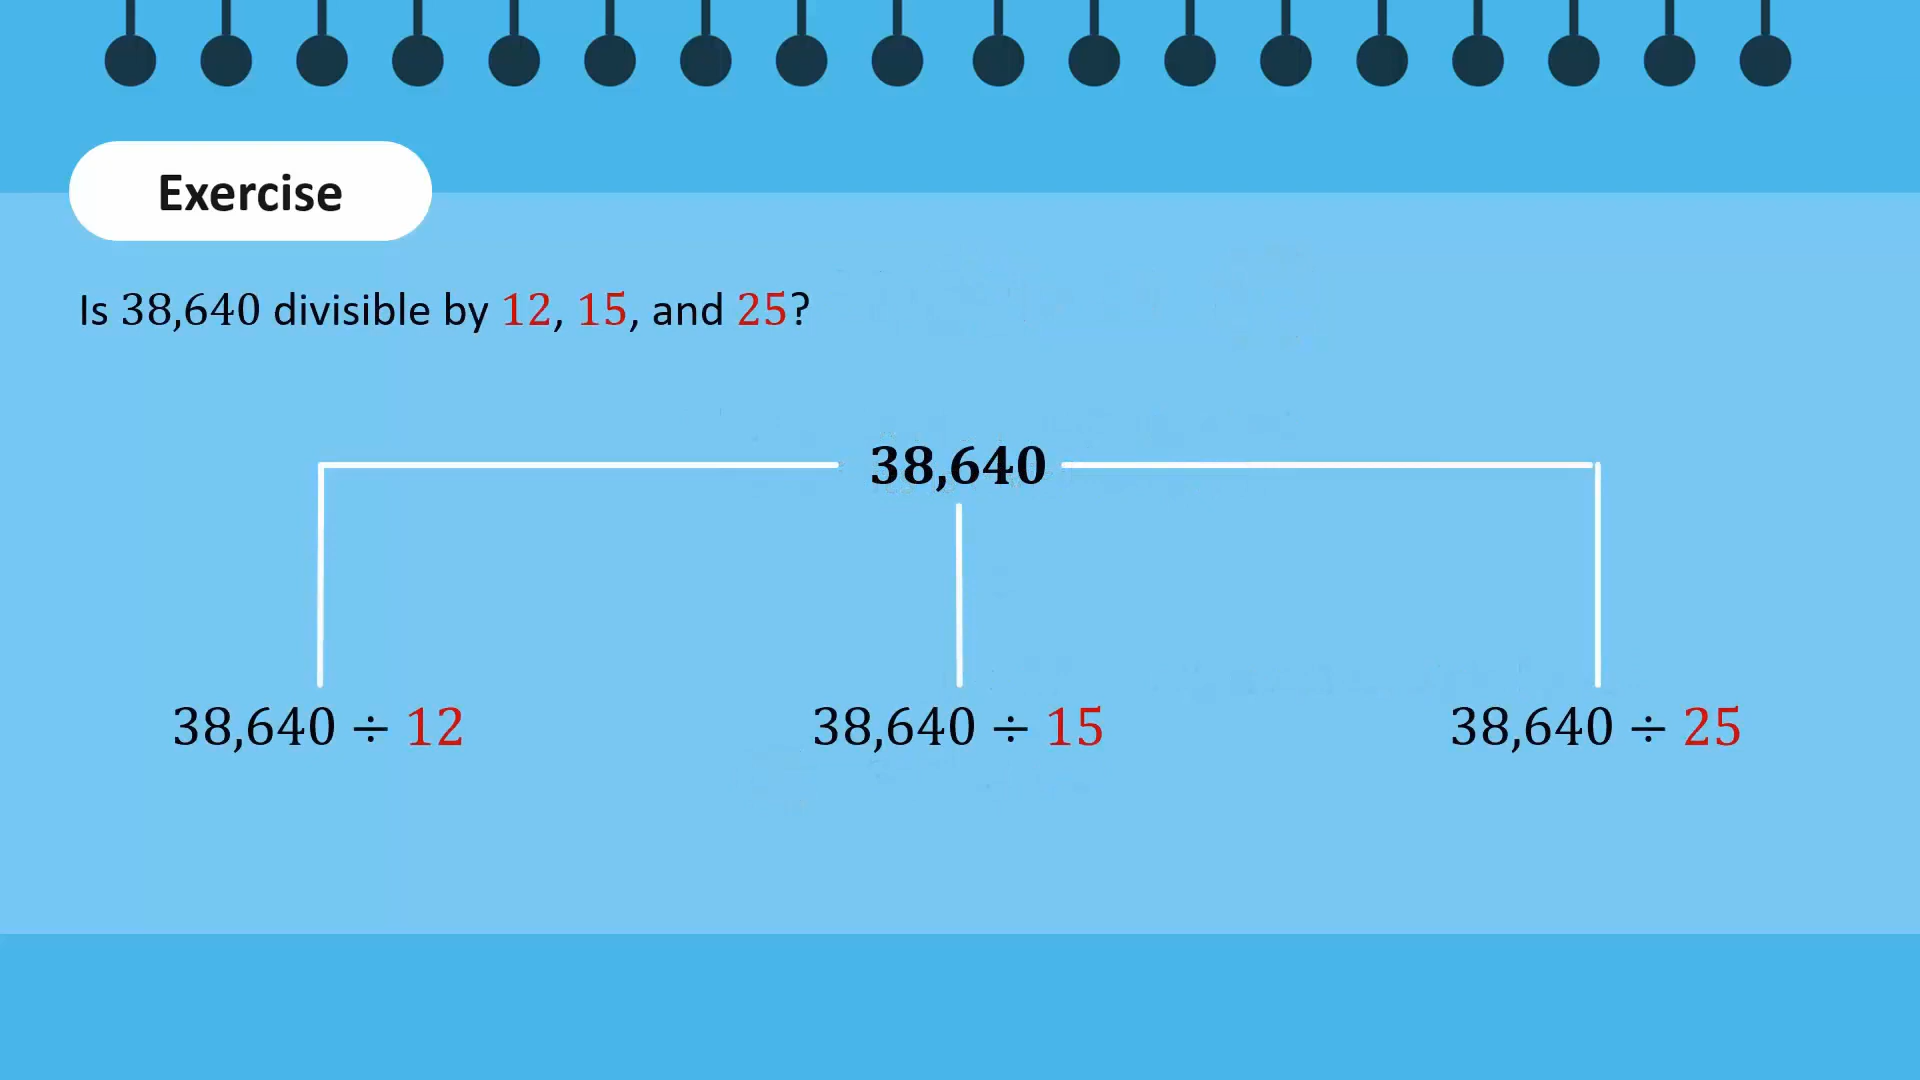 Exercise
Is 38,640 divisible by 12, 15, and 25?
38,640
38,640 ÷ 12
38,640 ÷ 15
38,640 ÷ 25